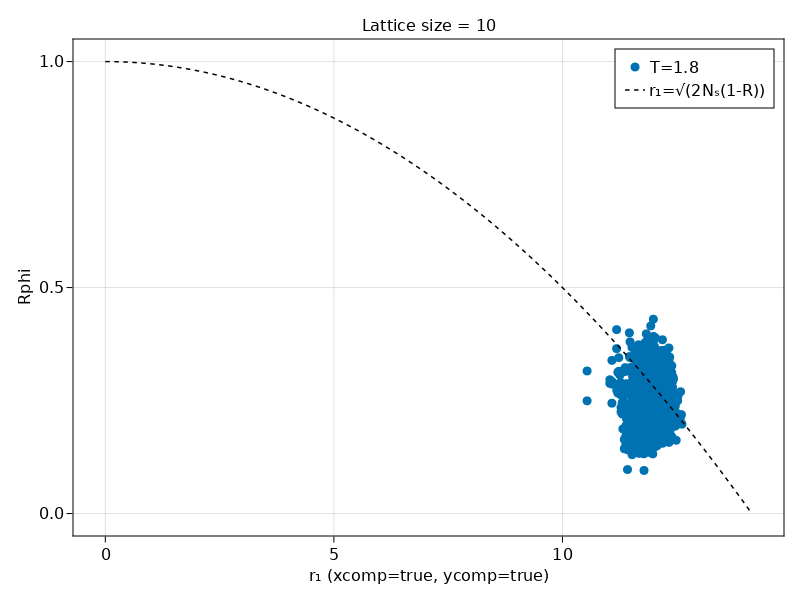 Lattice size = 10
T=1.8
r₁=√(2Nₛ(1-R))
1.0
0.5
0.0
Rphi
0
5
10
r₁ (xcomp=true, ycomp=true)